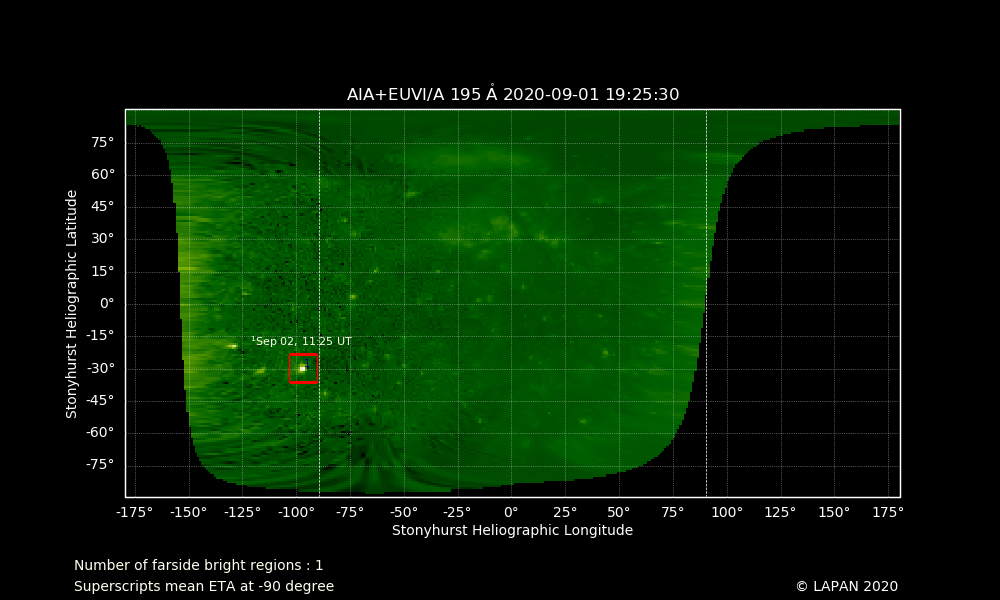 AIA+EUVI/A 195 Å 2020-09-01 19:25:30
Stonyhurst Heliographic Latitude
75°
60°
45°
30°
15°
0°
-15°
-30°
-45°
-60°
-75°
¹Sep 02, 11:25 UT
-175° -150° -125° -100° -75° -50° -25° 0° 25° 50° 75° 100° 125° 150° 175°
Stonyhurst Heliographic Longitude
Number of farside bright regions : 1
Superscripts mean ETA at -90 degree
© LAPAN 2020